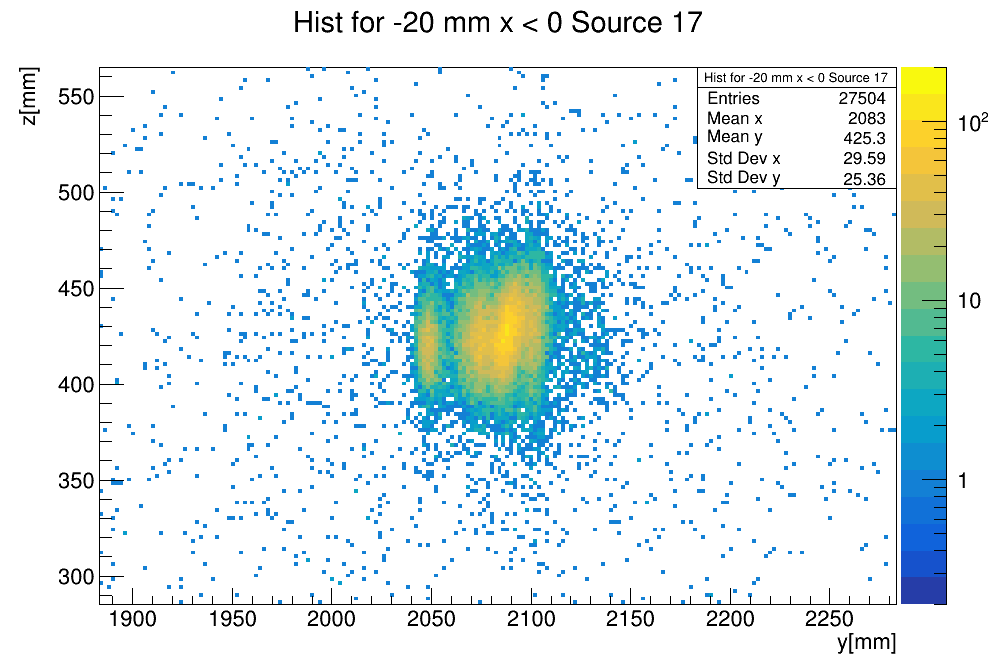 Hist for -20 mm x < 0 Source 17
z[mm]
Hist for -20 mm x < 0 Source 17
Entries 27504
Mean x 2083
Mean y 425.3
Std Dev x 29.59
Std Dev y 25.36
550
500
450
400
350
300
1900 1950 2000 2050 2100 2150 2200 2250
y[mm]
10²
10
1